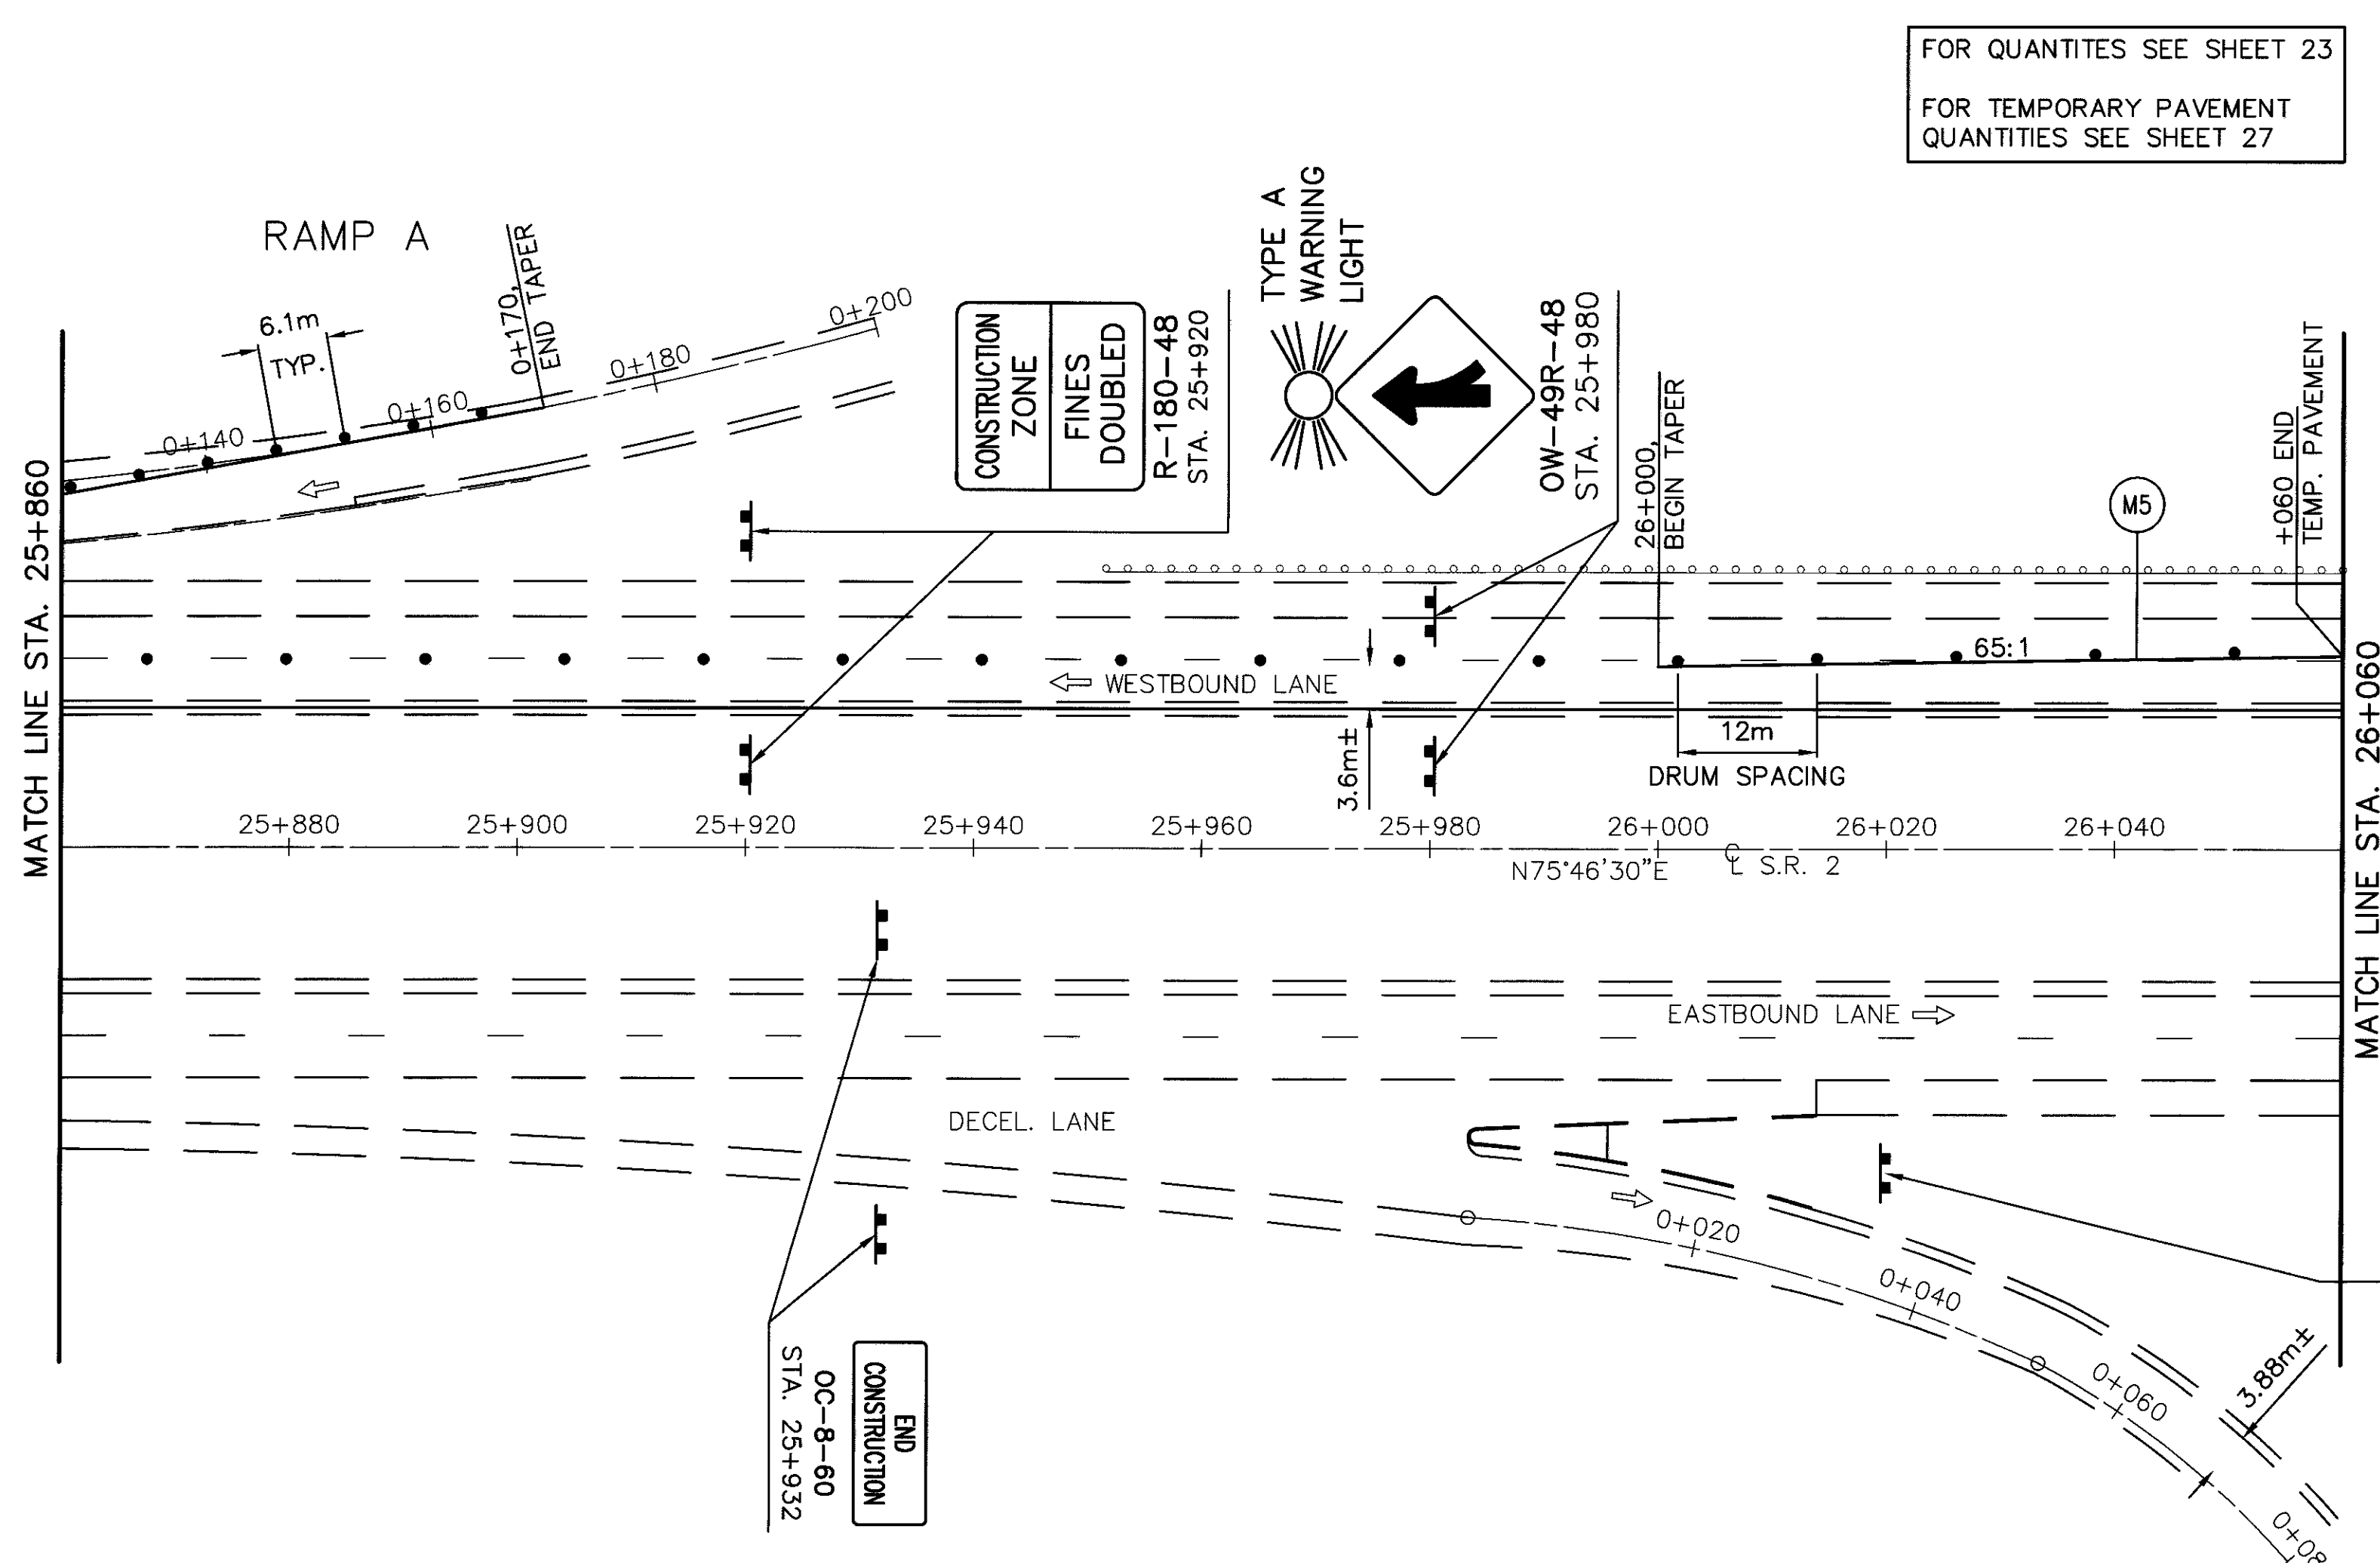 FOR QUANTITES SEE SHEET 23
FOR TEMPORARY PAVEMENT
QUANTITIES SEE SHEET 27
RAMP A
6.1m
TYP.
0+140
0+160
0+170,
END TAPER
0+180
0+200
CONSTRUCTION
ZONE
FINES
DOUBLED
R-180-48
STA. 25+920
TYPE A
WARNING
LIGHT
OW-49R-48
STA. 25+980
26+000,
BEGIN TAPER
M5
+060 END
TEMP. PAVEMENT
MATCH LINE STA. 25+860
65:1
WESTBOUND LANE
3.6m±
12m
DRUM SPACING
25+880
25+900
25+920
25+940
25+960
25+980
26+000
26+020
26+040
N75°46'30"E
℄ S.R. 2
MATCH LINE STA. 26+060
EASTBOUND LANE
DECEL. LANE
0+020
0+040
0+060
3.88m±
0+08
END
CONSTRUCTION
OC-8-60
STA. 25+932